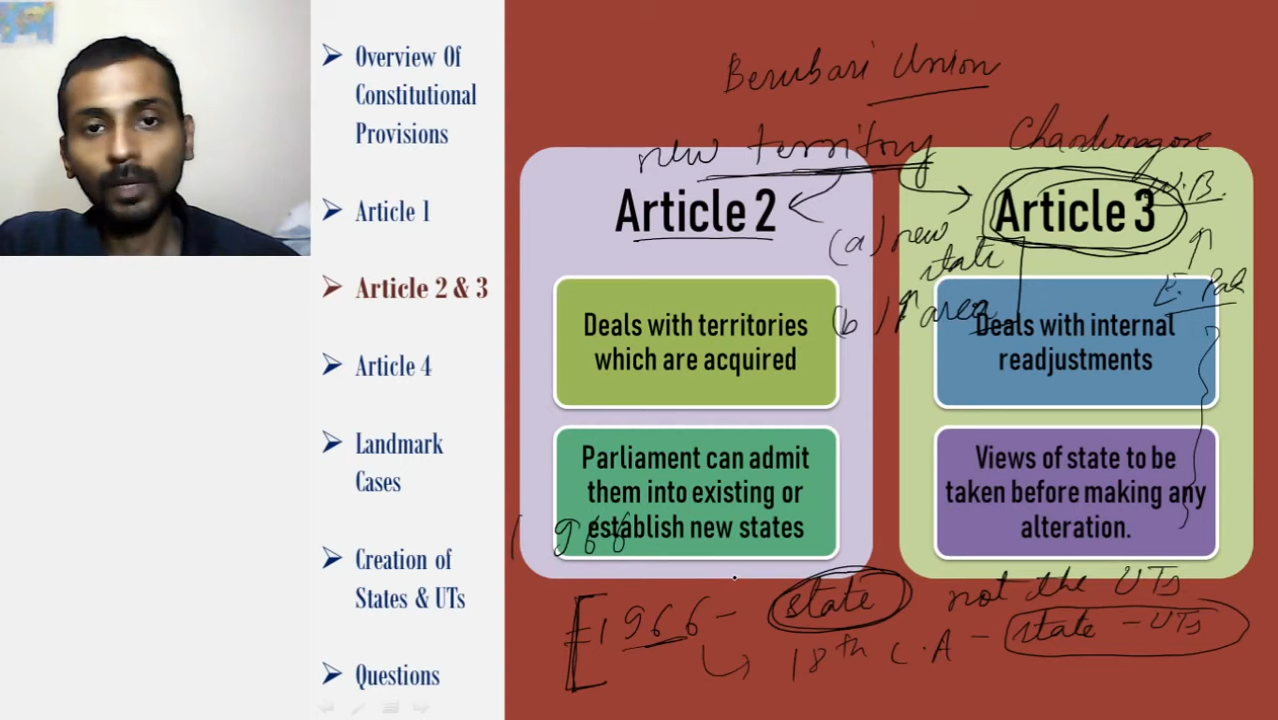 Overview Of
Constitutional
Provisions
Article 1
Article 2 & 3
Article 4
Landmark
Cases
Creation of
States & UTs
Questions
Berubari Union
new territory
Chandernagore
W.B.
Article 2
(a) new
state
(b) ↑ area
Deals with territories
which are acquired
Parliament can admit
them into existing or
establish new states
1966
Article 3
E. Pak
Deals with internal
readjustments
Views of state to be
taken before making any
alteration.
1966 - state not the UTs
18th C.A - state - UTs